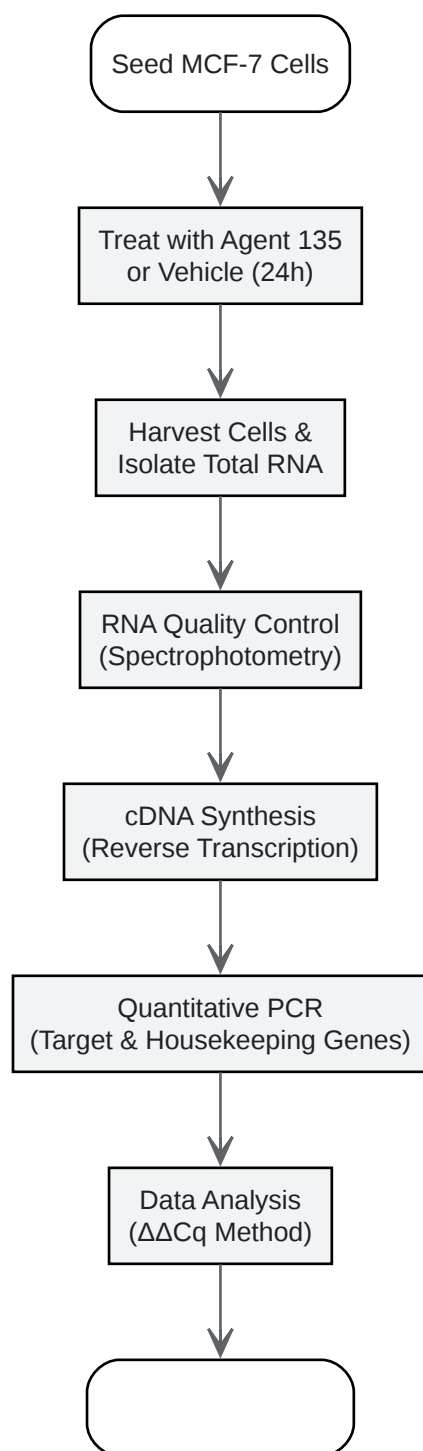 Seed MCF-7 Cells
Treat with Agent 135
or Vehicle (24h)
Harvest Cells &
Isolate Total RNA
RNA Quality Control
(Spectrophotometry)
cDNA Synthesis
(Reverse Transcription)
Quantitative PCR
(Target & Housekeeping Genes)
Data Analysis
(ΔΔCq Method)